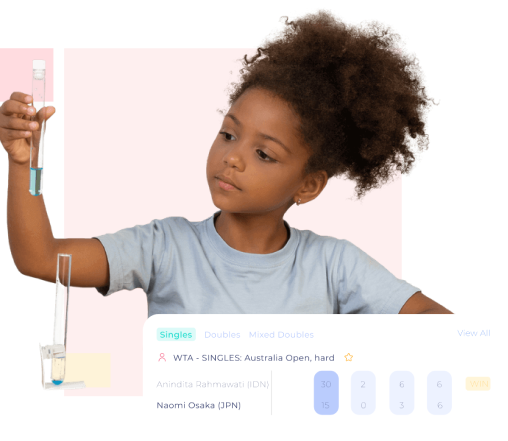 Singles Doubles Mixed Doubles View All
WTA - SINGLES: Australia Open, hard
Anindita Rahmawati (IDN) 30 2 6 6 WIN
Naomi Osaka (JPN) 15 0 3 6